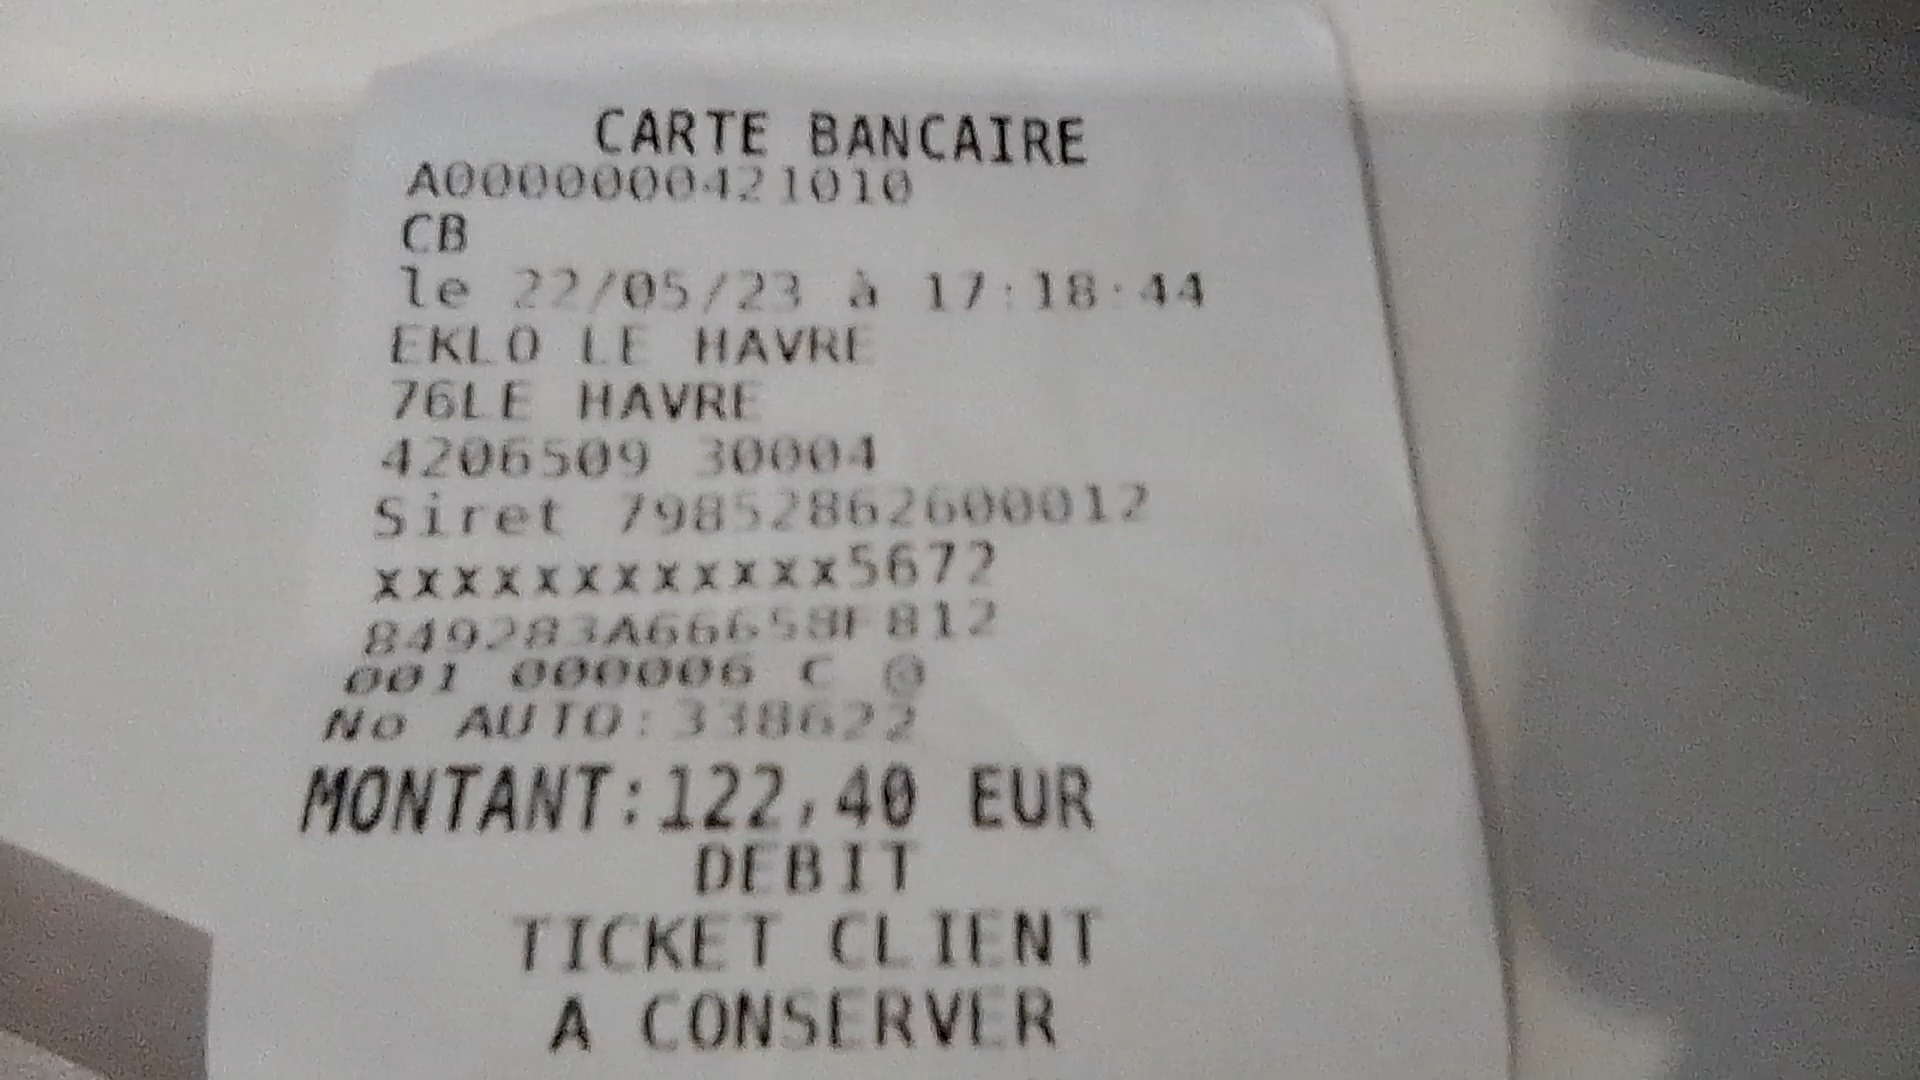 CARTE BANCAIRE
A0000000421010
CB
le 22/05/23 à 17:18:44
EKLO LE HAVRE
76LE HAVRE
4206509 30004
Siret 79852862600012
xxxxxxxxxxxx5672
849283A66658F812
001 000006 C @
No AUTO:338622
MONTANT:122,40 EUR
DEBIT
TICKET CLIENT
A CONSERVER